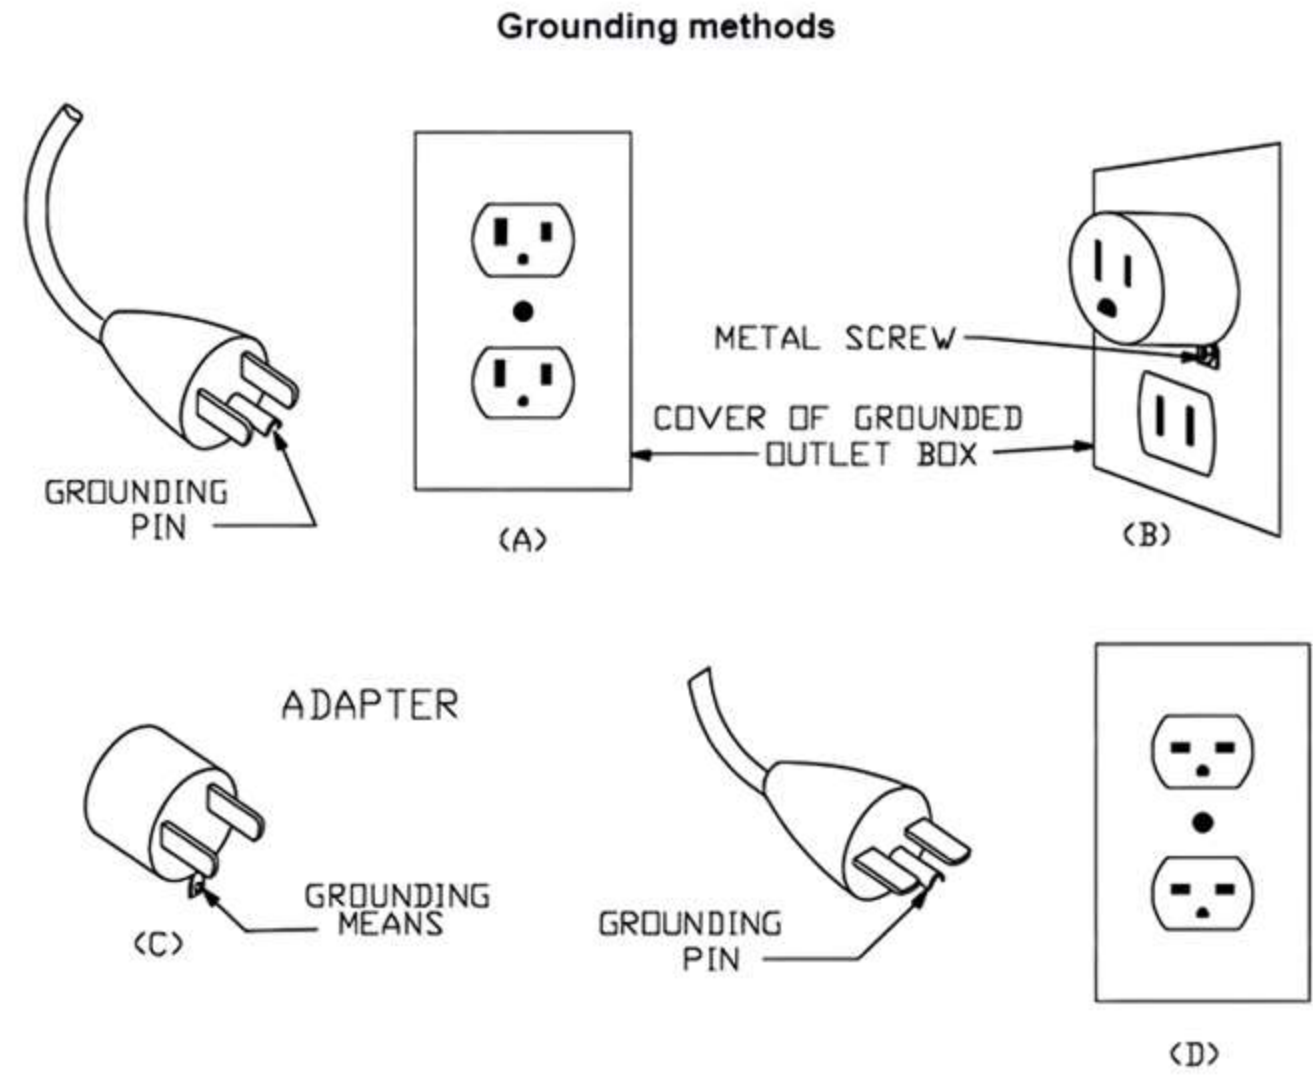 Grounding methods
METAL SCREW
COVER OF GROUNDED
OUTLET BOX
GROUNDING
PIN
(A)
(B)
ADAPTER
GROUNDING
MEANS
(C)
GROUNDING
PIN
(D)